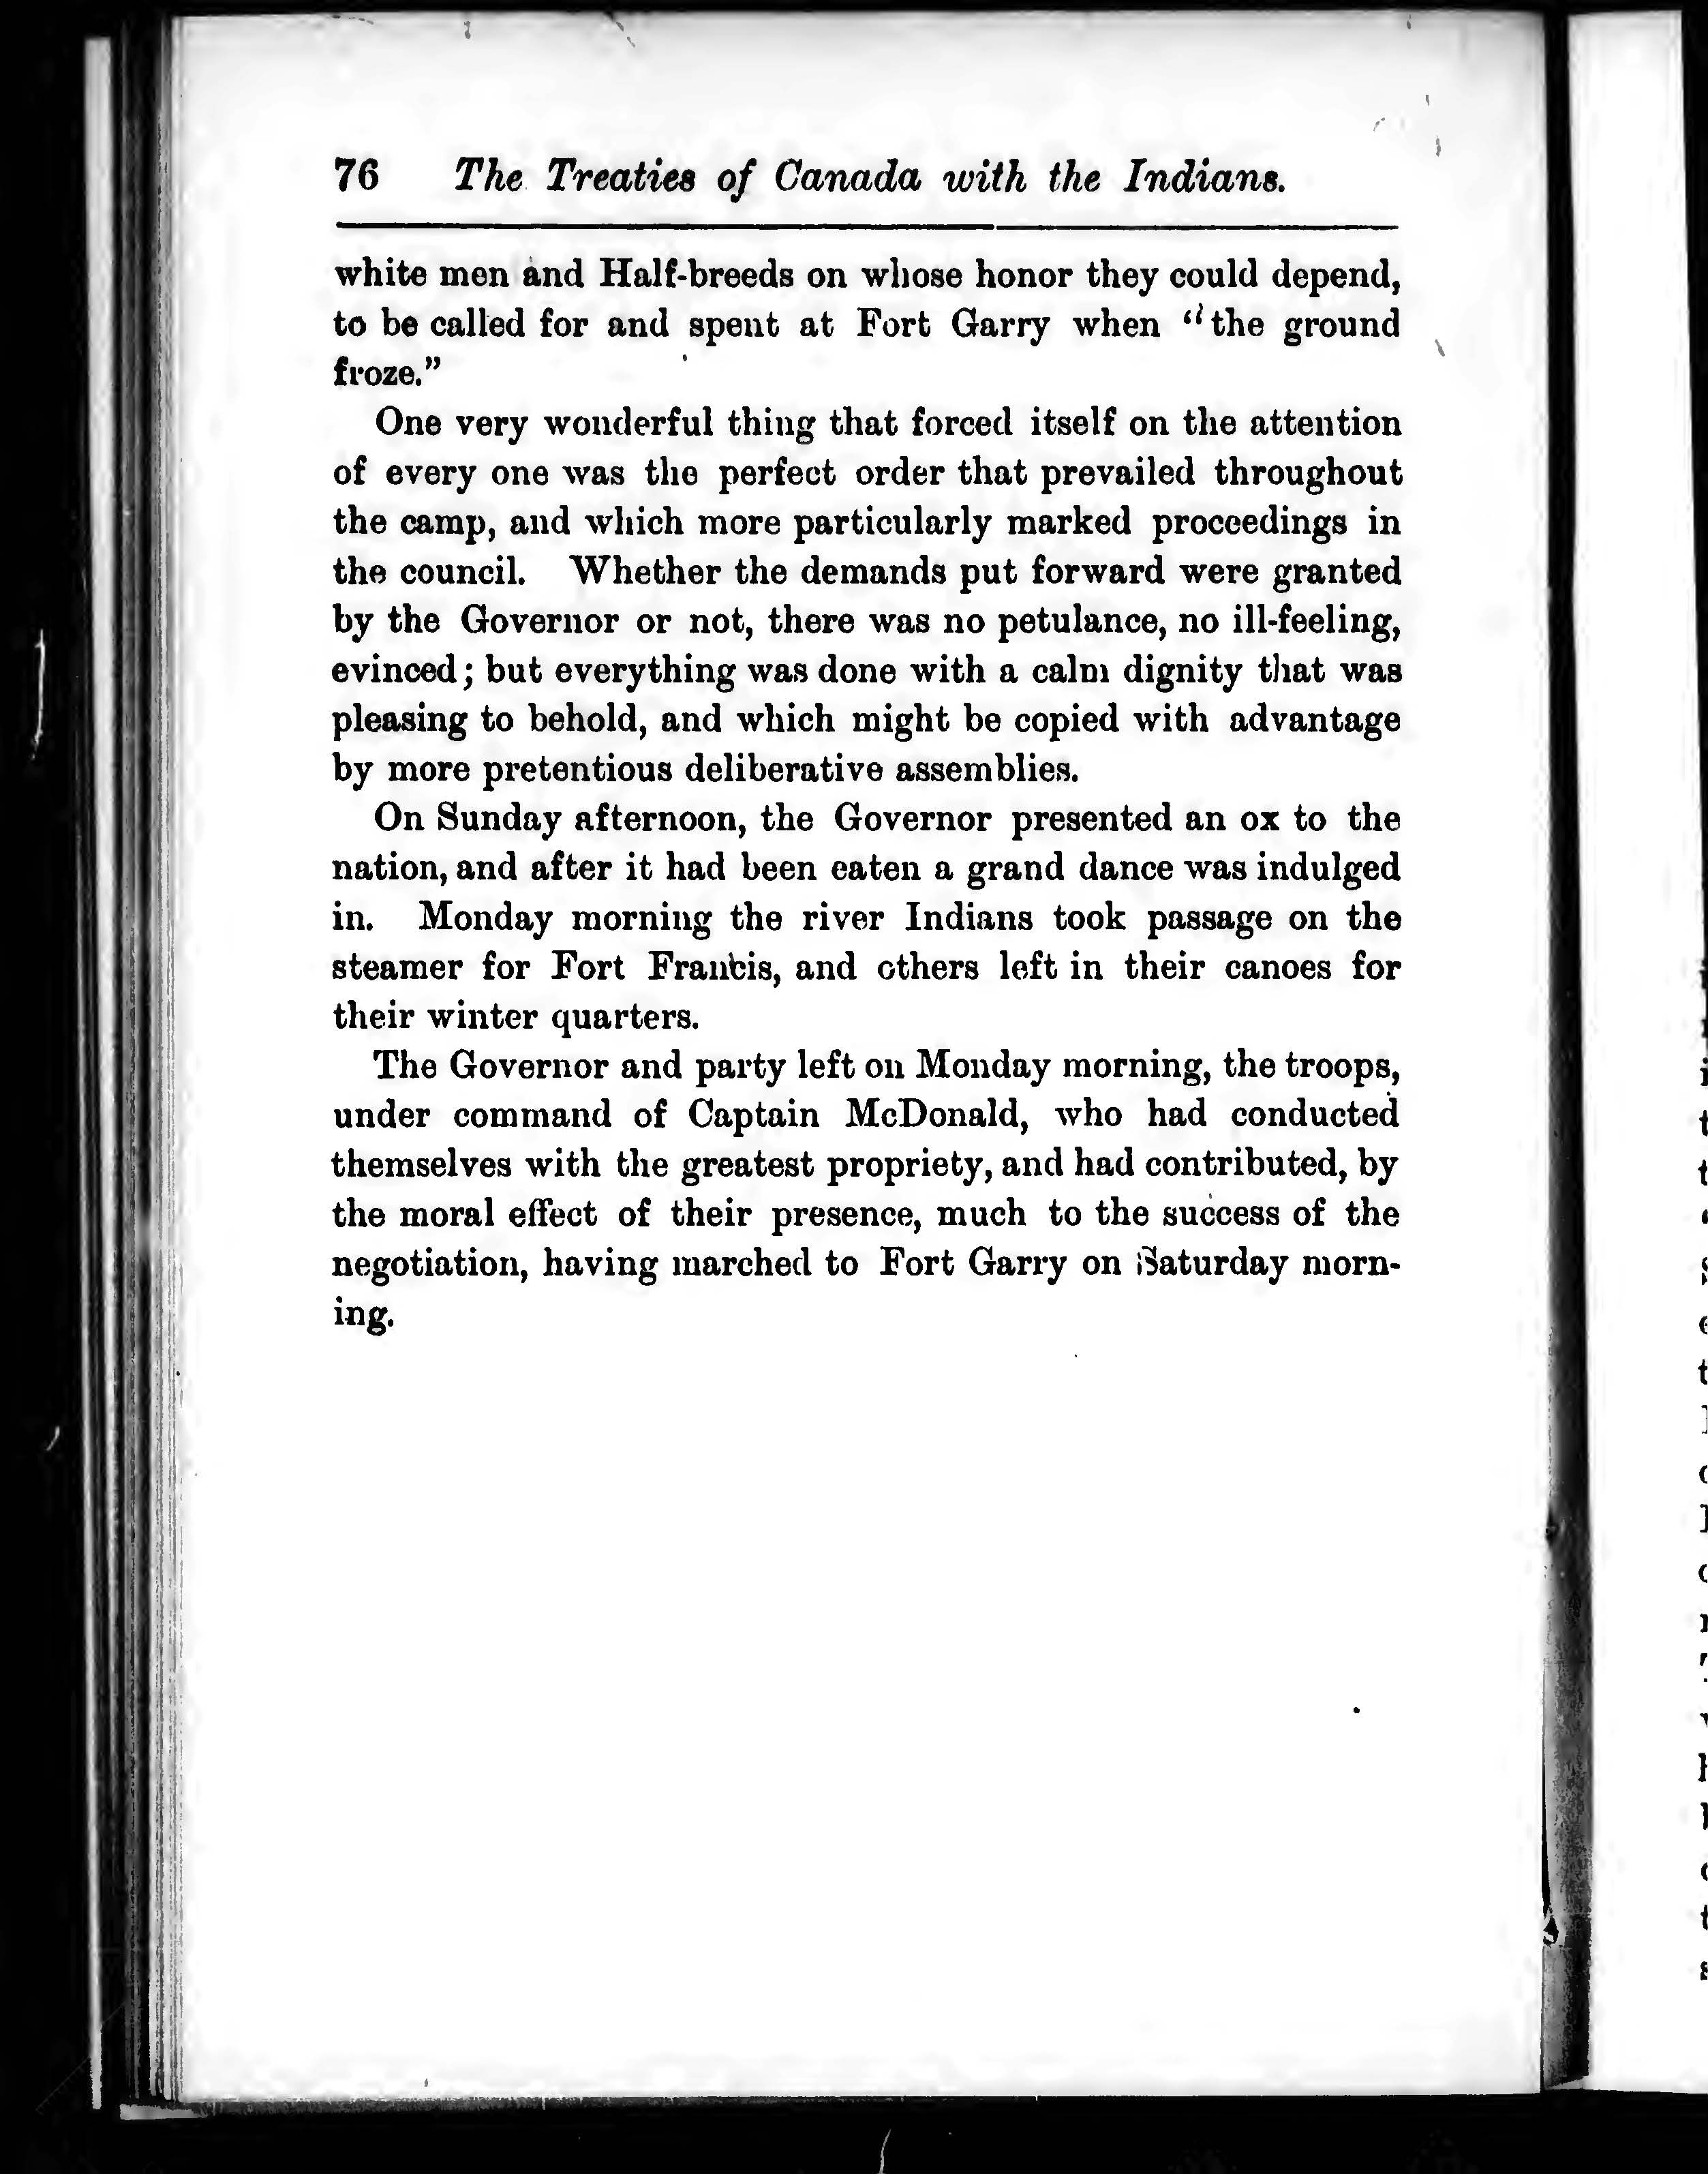 76 The Treaties of Canada with the Indians.
white men and Half-breeds on whose honor they could depend,
to be called for and spent at Fort Garry when "the ground
froze."
One very wonderful thing that forced itself on the attention
of every one was the perfect order that prevailed throughout
the camp, and which more particularly marked proceedings in
the council. Whether the demands put forward were granted
by the Governor or not, there was no petulance, no ill-feeling,
evinced; but everything was done with a calm dignity that was
pleasing to behold, and which might be copied with advantage
by more pretentious deliberative assemblies.
On Sunday afternoon, the Governor presented an ox to the
nation, and after it had been eaten a grand dance was indulged
in. Monday morning the river Indians took passage on the
steamer for Fort Francis, and others left in their canoes for
their winter quarters.
The Governor and party left on Monday morning, the troops,
under command of Captain McDonald, who had conducted
themselves with the greatest propriety, and had contributed, by
the moral effect of their presence, much to the success of the
negotiation, having marched to Fort Garry on Saturday morn-
ing.